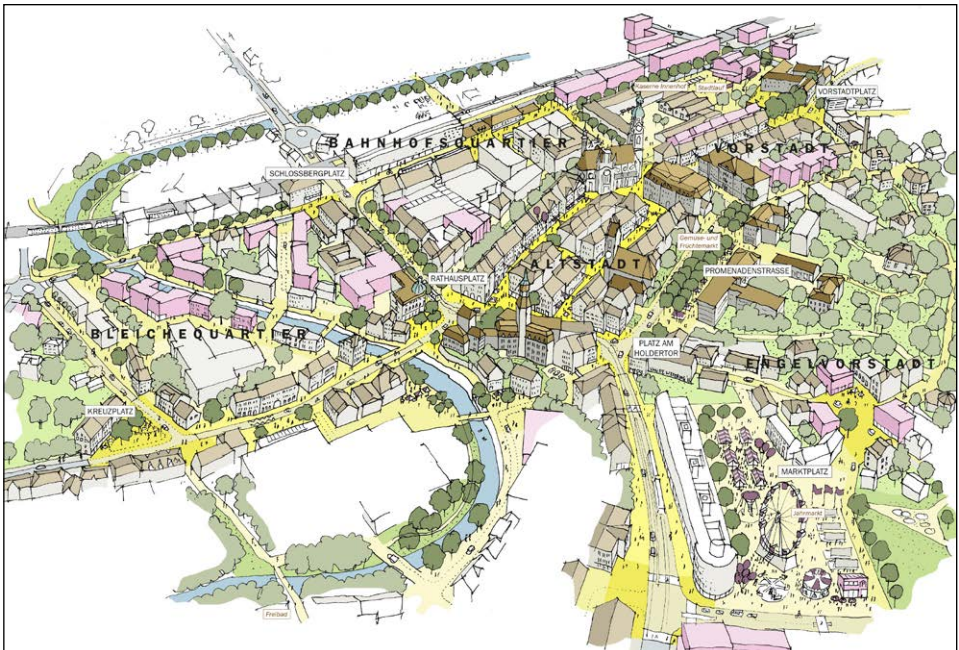 Kaserne Innenhof
Stadtlauf
VORSTADTPLATZ
BAHNHOFSQUARTIER
VORSTADT
SCHLOSSBERGPLATZ
Gemüse- und
Früchtemarkt
ALTSTADT
RATHAUSPLATZ
PROMENADENSTRASSE
BLEICHEQUARTIER
PLATZ AM
HOLDERTOR
ENGELVORSTADT
KREUZPLATZ
MARKTPLATZ
Jahrmarkt
Freibad